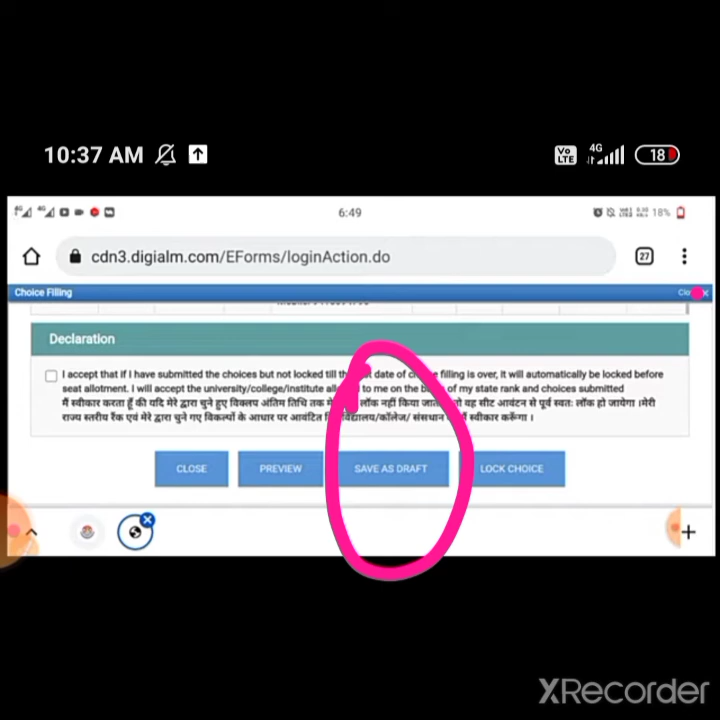 10:37 AM
Vo LTE 4G 18
6:49
18%
cdn3.digialm.com/EForms/loginAction.do
27
Choice Filling
Declaration
I accept that if I have submitted the choices but not locked till date of filling is over, it will automatically be locked before
seat allotment. I will accept the university/college/institute to me on the of my state rank and choices submitted
मैं स्वीकार करता हूँ की यदि मेरे द्वारा चुने हुए विकल्प अंतिम तिथि तक लॉक नहीं किया वह सीट आवंटन से पूर्व स्वतः लॉक हो जायेगा ।मेरी
राज्य स्तरीय रैंक एवं मेरे द्वारा चुने गए विकल्पों के आधार पर आवंटित कॉलेज/ संसथान मैं स्वीकार करूँगा ।
CLOSE PREVIEW SAVE AS DRAFT LOCK CHOICE
XRecorder